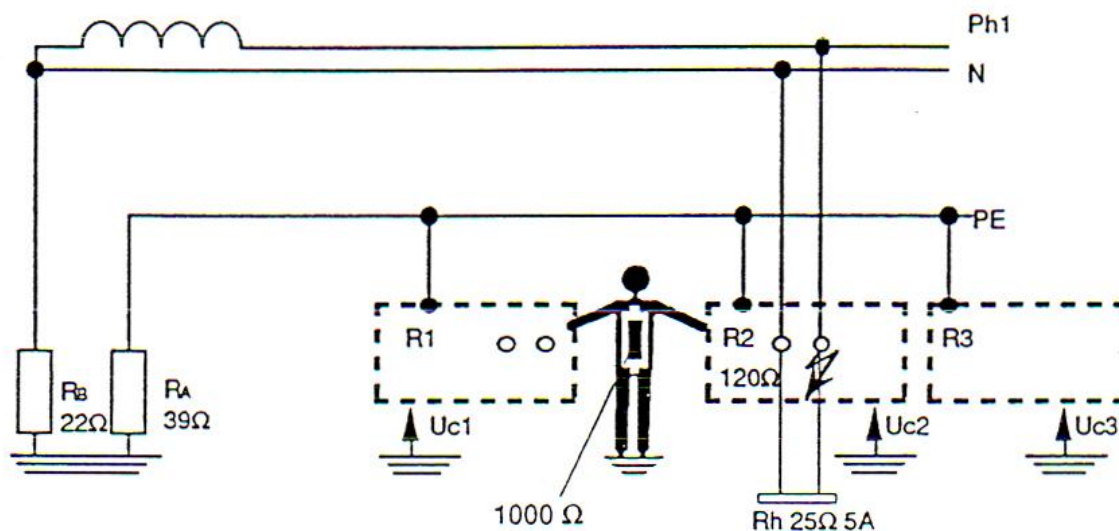 Ph1
N
PE
R1
R2
R3
120Ω
RB
22Ω
RA
39Ω
Uc1
Uc2
Uc3
1000 Ω
Rh 25Ω 5A